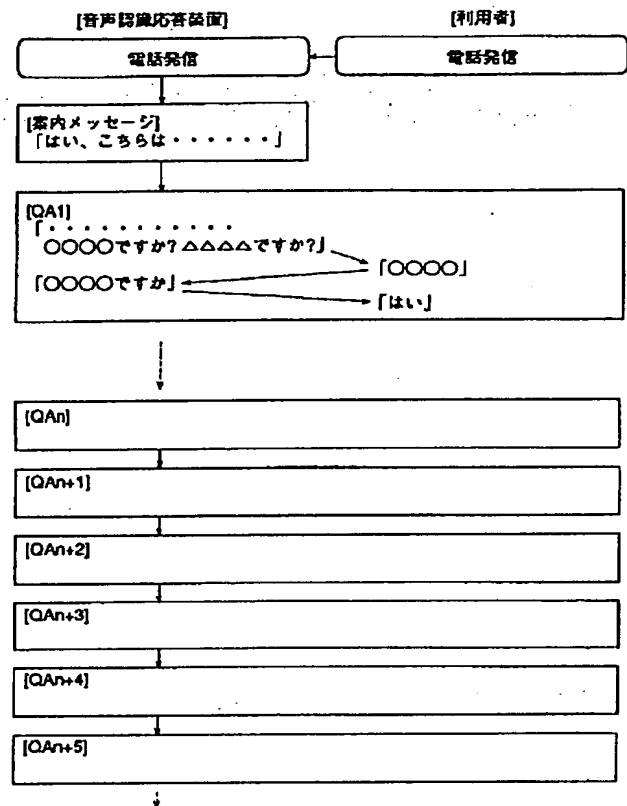 [音声認識応答装置] [利用者]
電話発信 電話発信
[案内メッセージ]
「はい、こちらは・・・・・・」
[QA1]
「・・・・・・・・・・・
○○○○ですか?△△△△ですか?」
「○○○○」
「○○○○ですか」
「はい」
[QAn]
[QAn+1]
[QAn+2]
[QAn+3]
[QAn+4]
[QAn+5]